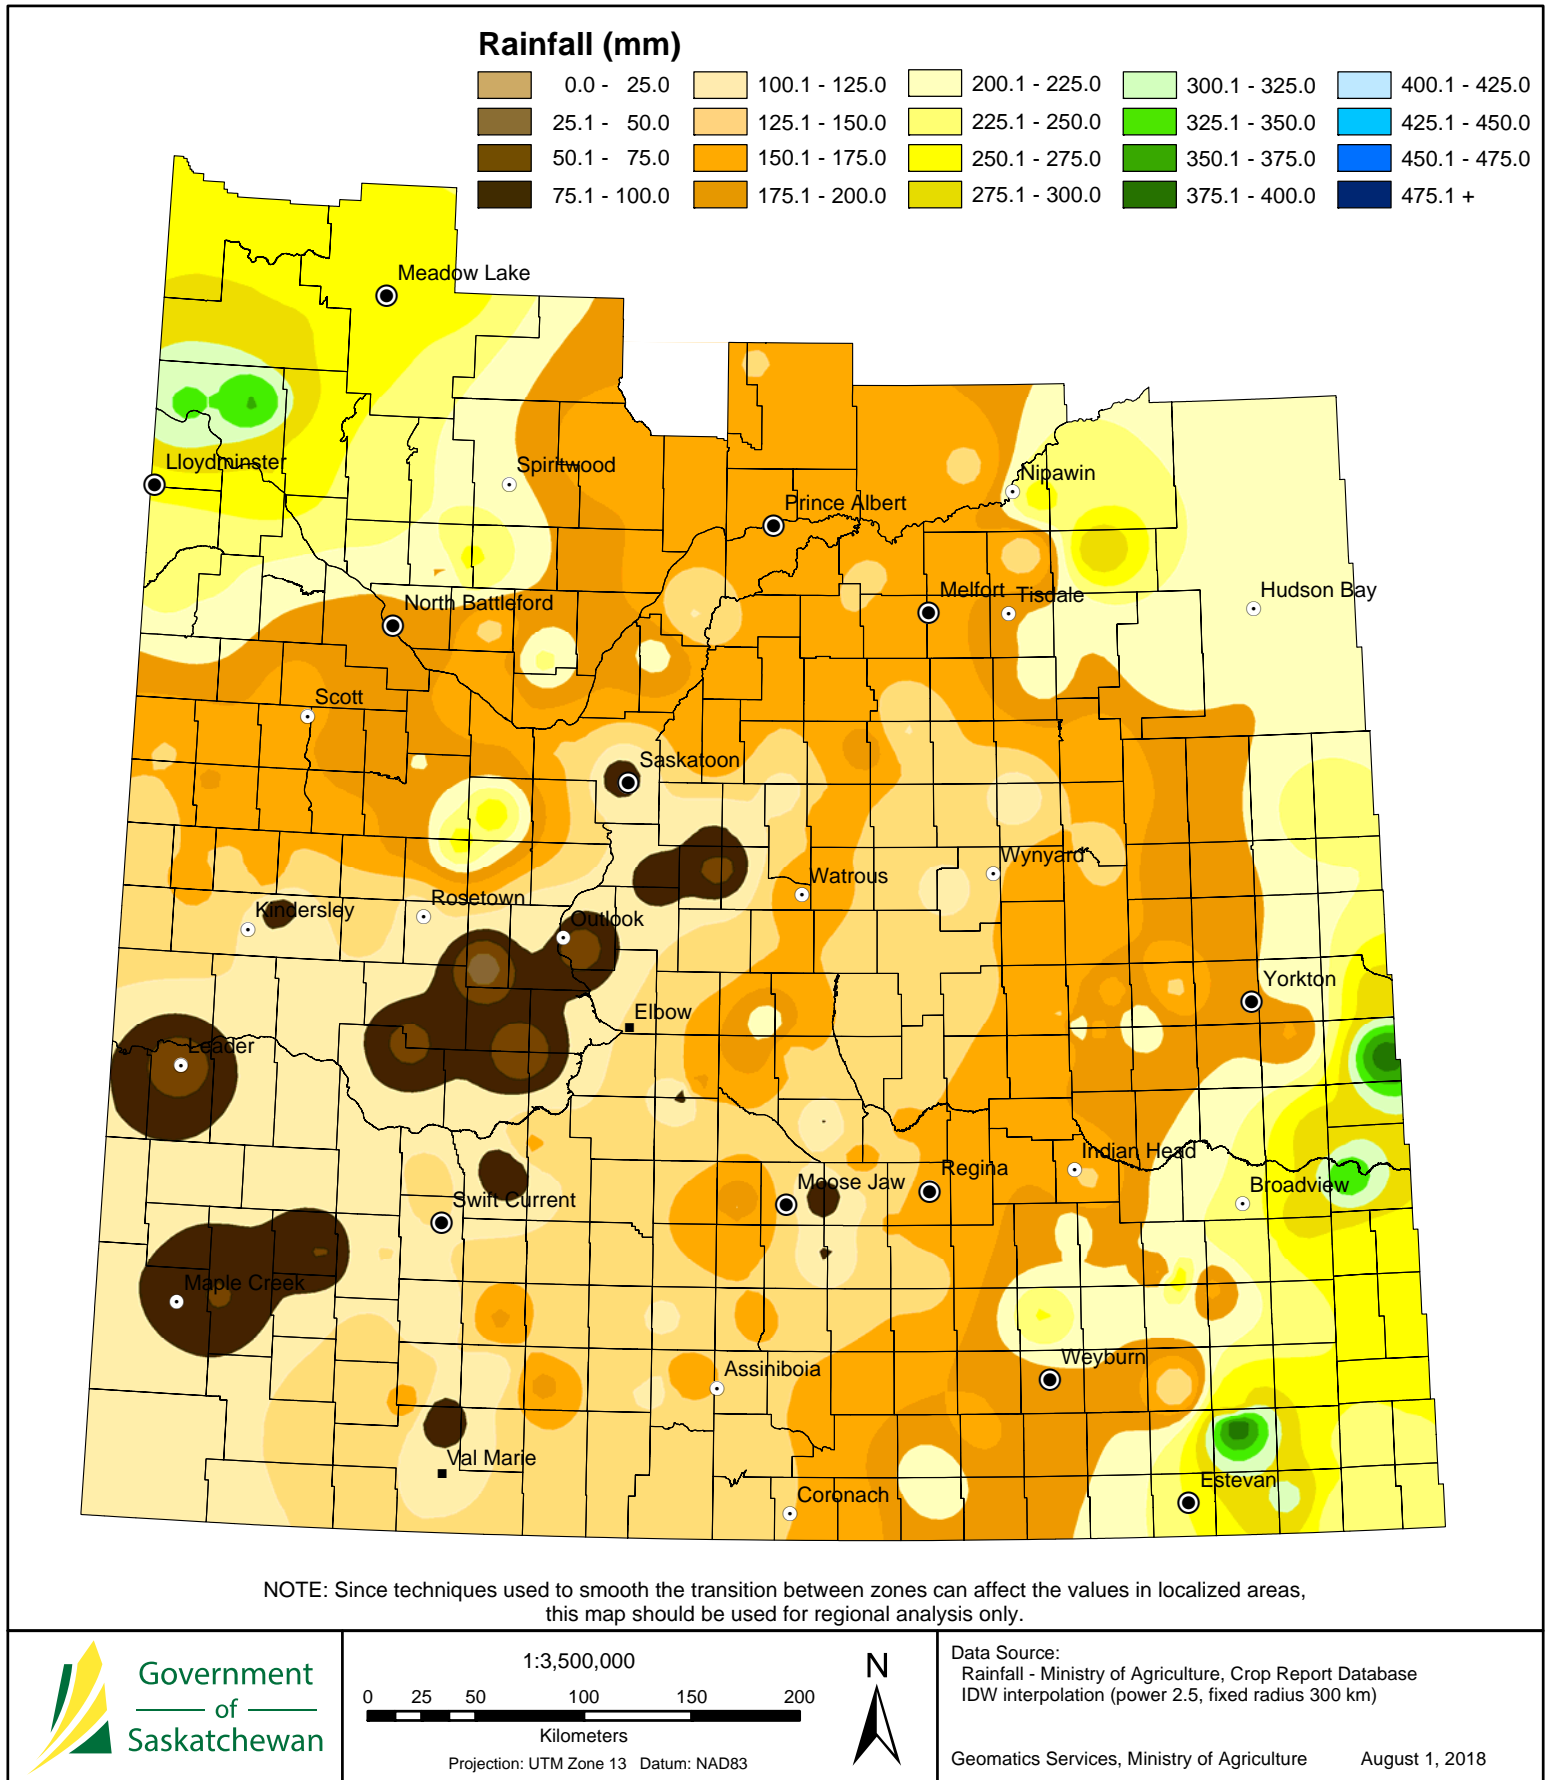 Rainfall (mm)
0.0 - 25.0
25.1 - 50.0
50.1 - 75.0
75.1 - 100.0
100.1 - 125.0
125.1 - 150.0
150.1 - 175.0
175.1 - 200.0
200.1 - 225.0
225.1 - 250.0
250.1 - 275.0
275.1 - 300.0
300.1 - 325.0
325.1 - 350.0
350.1 - 375.0
375.1 - 400.0
400.1 - 425.0
425.1 - 450.0
450.1 - 475.0
475.1 +
Meadow Lake
Lloydminster
Spiritwood
Nipawin
Prince Albert
North Battleford
Melfort
Tisdale
Hudson Bay
Scott
Saskatoon
Watrous
Wynyard
Kindersley
Rosetown
Outlook
Yorkton
Elbow
Leader
Indian Head
Regina
Moose Jaw
Broadview
Swift Current
Maple Creek
Weyburn
Assiniboia
Val Marie
Estevan
Coronach
NOTE: Since techniques used to smooth the transition between zones can affect the values in localized areas,
this map should be used for regional analysis only.
Government
of
Saskatchewan
1:3,500,000
0 25 50 100 150 200
Kilometers
Projection: UTM Zone 13 Datum: NAD83
N
Data Source:
Rainfall - Ministry of Agriculture, Crop Report Database
IDW interpolation (power 2.5, fixed radius 300 km)
Geomatics Services, Ministry of Agriculture August 1, 2018